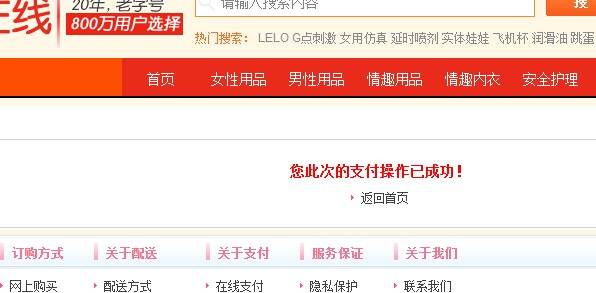 在线
20年，老字号
800万用户选择
请输入搜索内容
搜
热门搜索： LELO G点刺激 女用仿真 延时喷剂 实体娃娃 飞机杯 润滑油 跳蛋
首页 女性用品 男性用品 情趣用品 情趣内衣 安全护理
您此次的支付操作已成功！
返回首页
订购方式 关于配送 关于支付 服务保证 关于我们
网上购买 配送方式 在线支付 隐私保护 联系我们